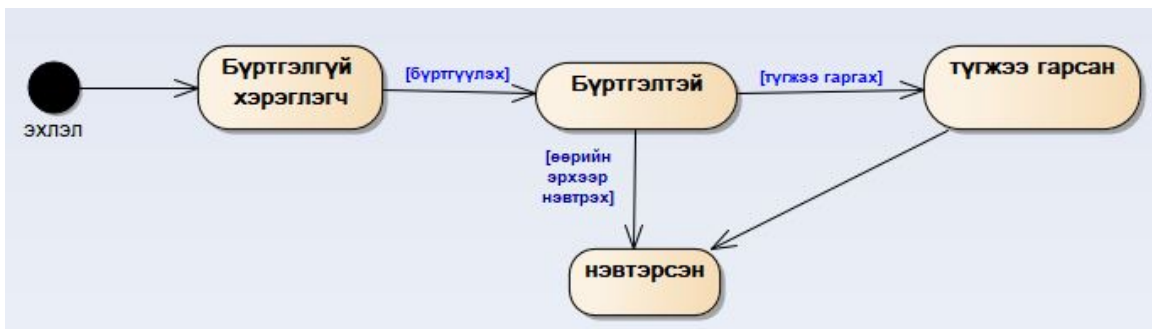 эхлэл
Бүртгэлгүй
хэрэглэгч
[бүртгүүлэх]
Бүртгэлтэй
[түгжээ гаргах]
түгжээ гарсан
[өөрийн
эрхээр
нэвтрэх]
нэвтэрсэн